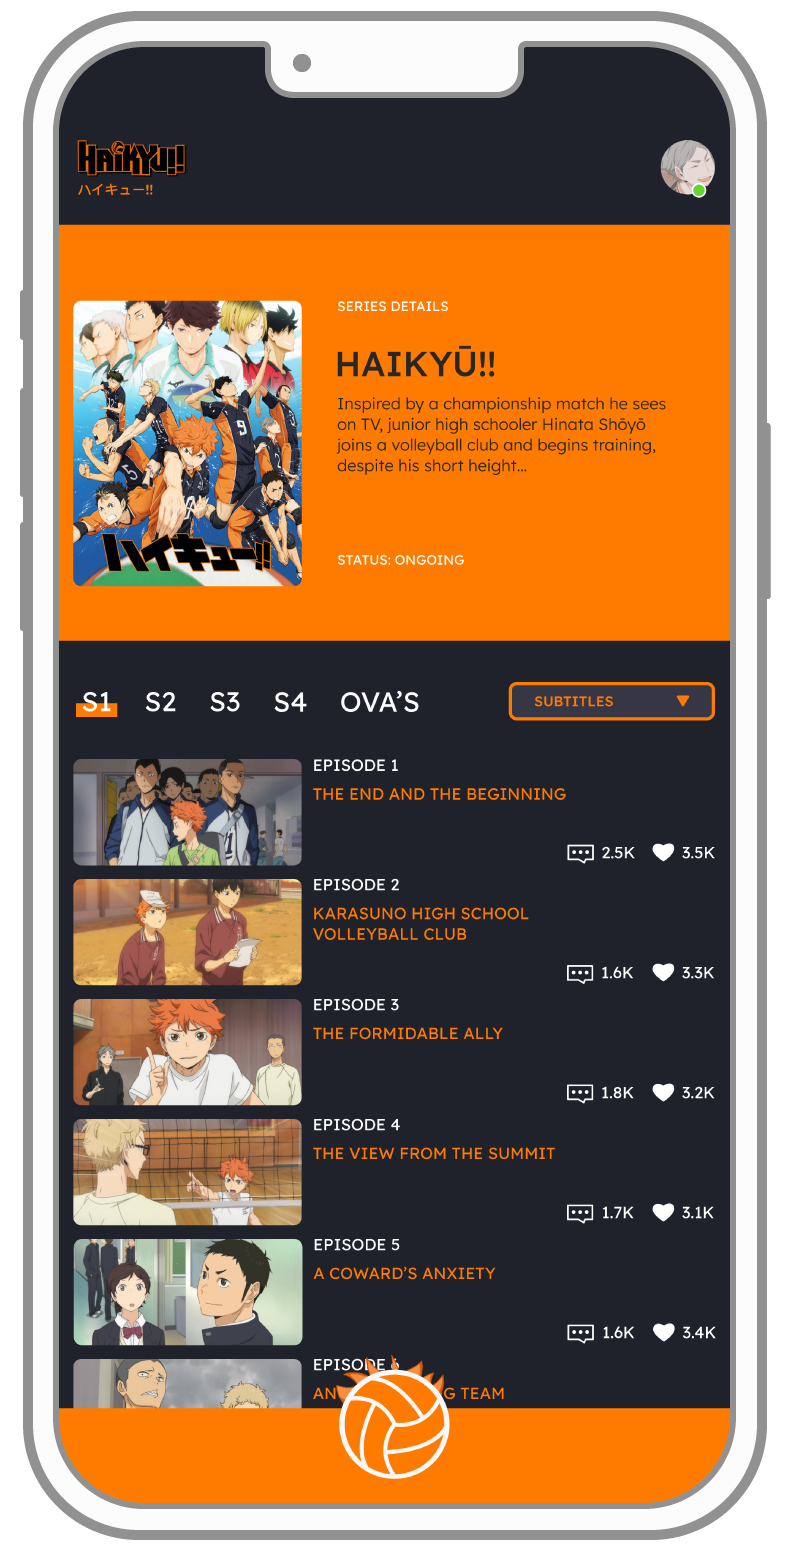 HAiKYU!!
ハイキュー!!
SERIES DETAILS
HAIKYŪ!!
Inspired by a championship match he sees
on TV, junior high schooler Hinata Shōyō
joins a volleyball club and begins training,
despite his short height...
ハイキュー!!
STATUS: ONGOING
S1 S2 S3 S4 OVA’S SUBTITLES
EPISODE 1
THE END AND THE BEGINNING
2.5K 3.5K
EPISODE 2
KARASUNO HIGH SCHOOL
VOLLEYBALL CLUB
1.6K 3.3K
EPISODE 3
THE FORMIDABLE ALLY
1.8K 3.2K
EPISODE 4
THE VIEW FROM THE SUMMIT
1.7K 3.1K
EPISODE 5
A COWARD’S ANXIETY
1.6K 3.4K
EPISODE 6
TEAM